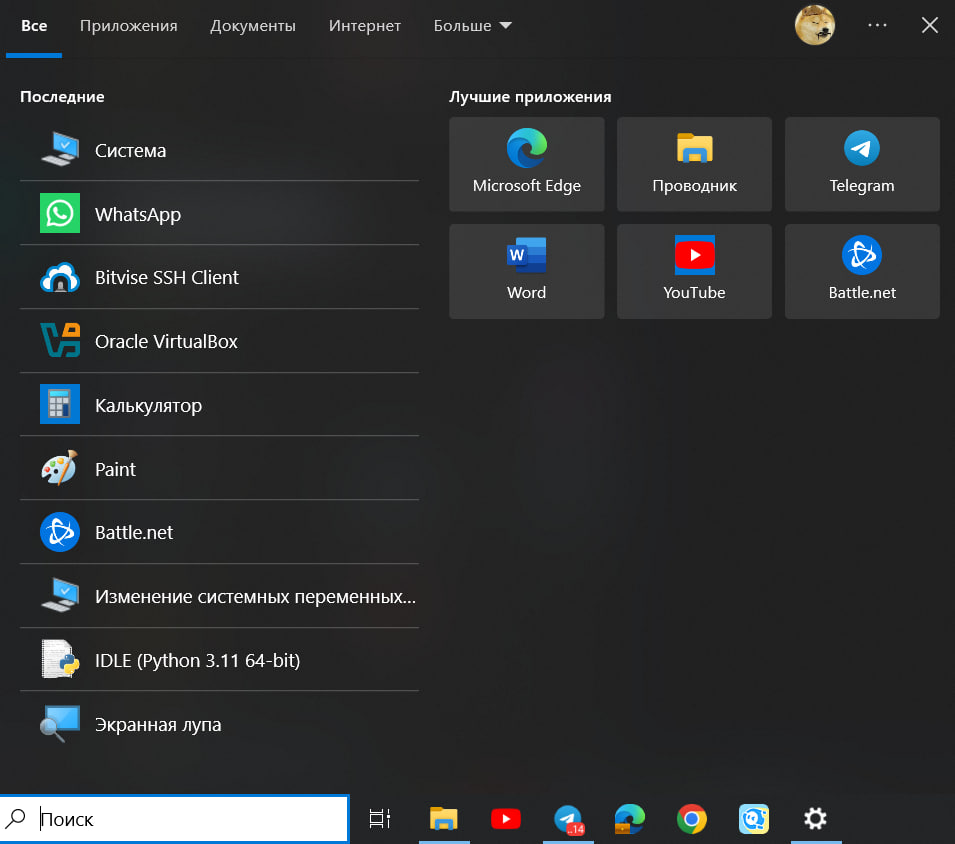 Все Приложения Документы Интернет Больше
Последние
Система
WhatsApp
Bitvise SSH Client
Oracle VirtualBox
Калькулятор
Paint
Battle.net
Изменение системных переменных...
IDLE (Python 3.11 64-bit)
Экранная лупа
Лучшие приложения
Microsoft Edge Проводник Telegram
W
Word YouTube Battle.net
Поиск
..14